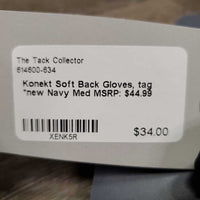 The Tack Collector
614600-634
Konekt Soft Back Gloves, tag
*new Navy Med MSRP: $44.99
XENK5R
$34.00